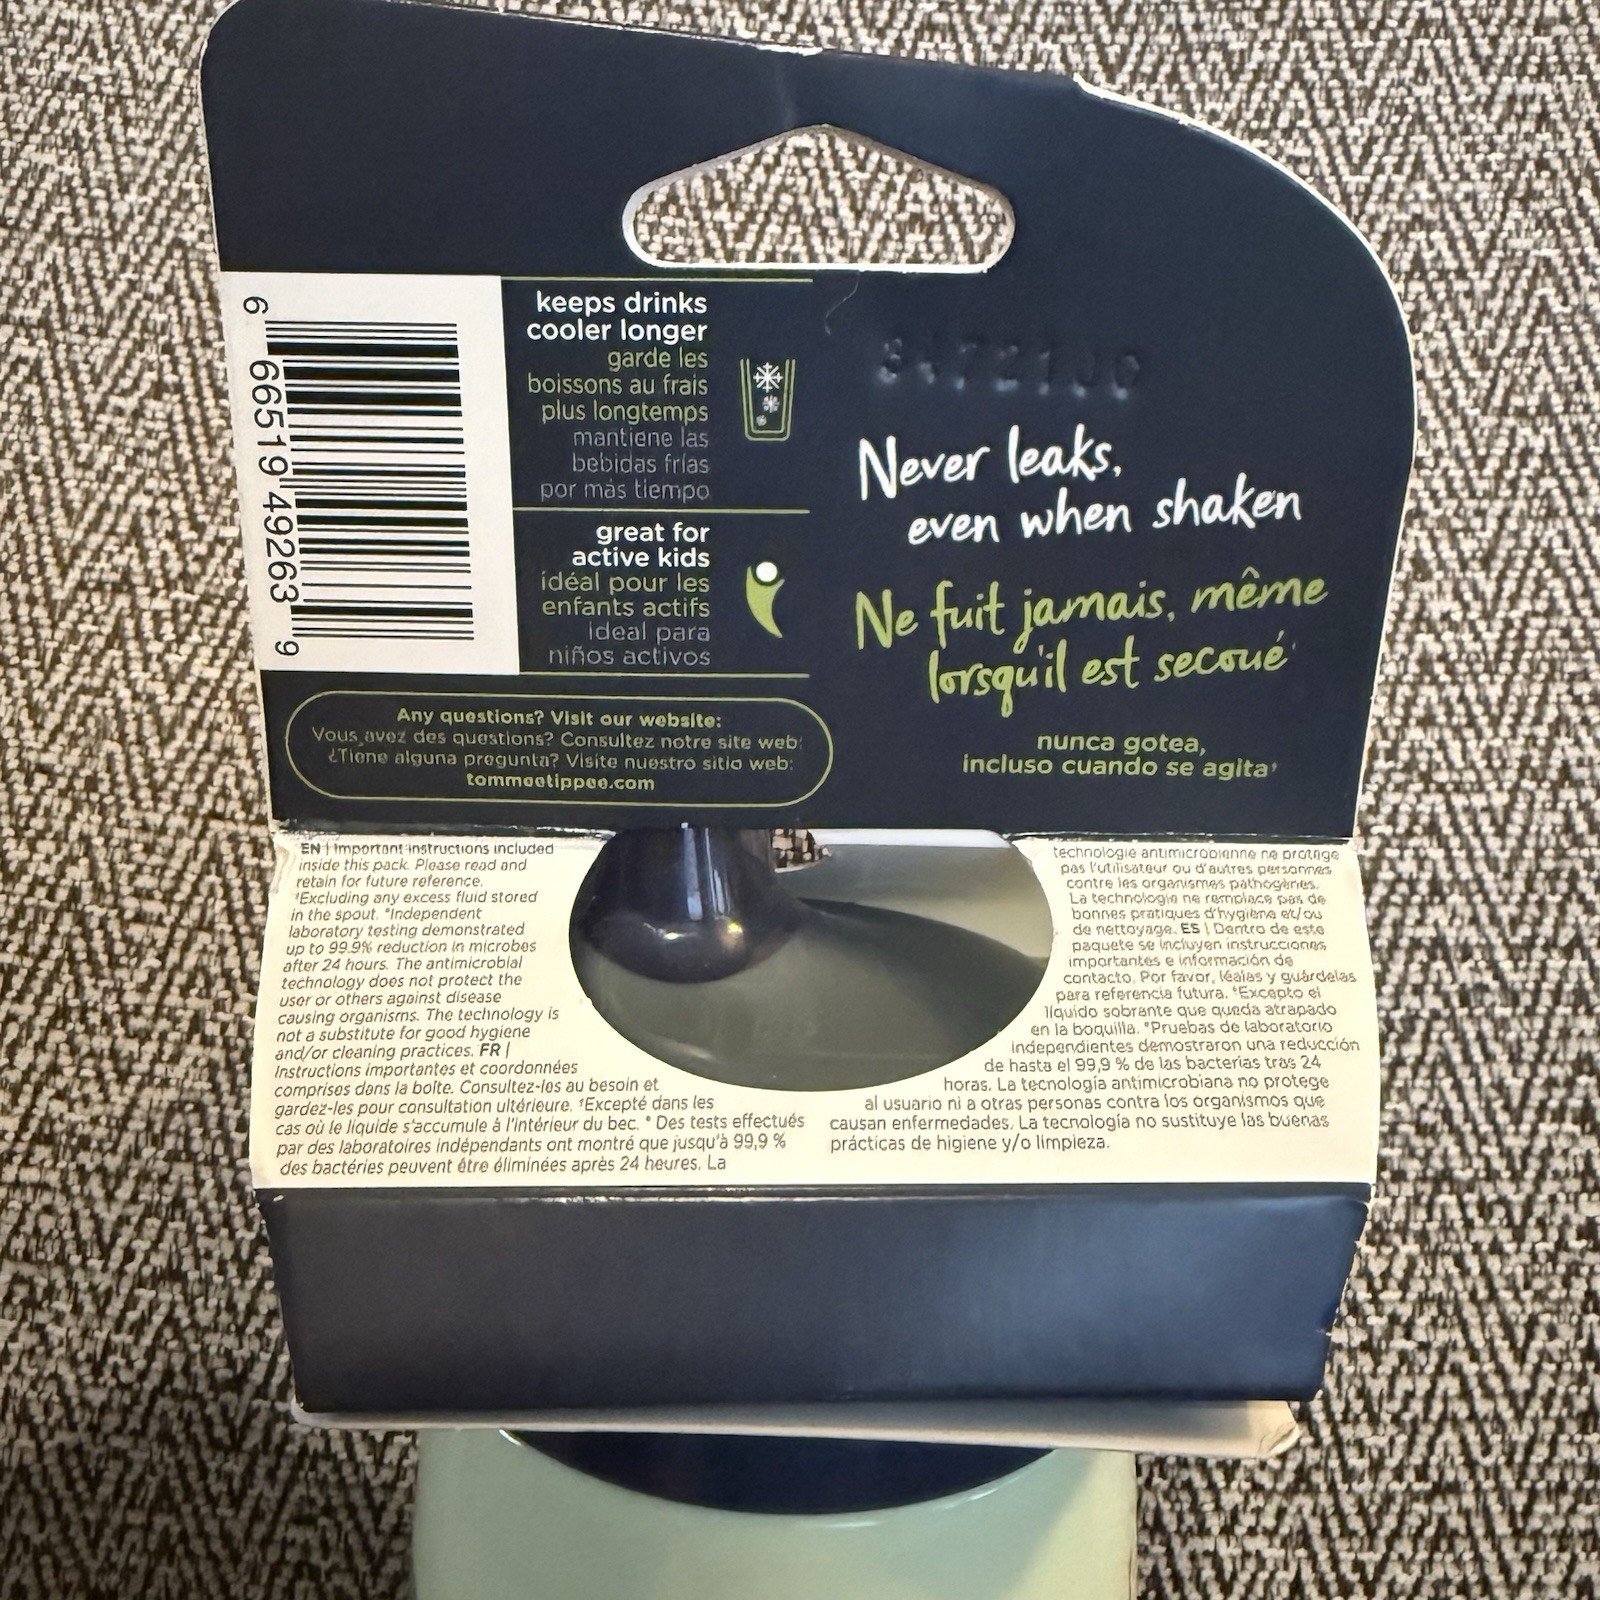 6 66519 49263 9
keeps drinks
cooler longer
garde les
boissons au frais
plus longtemps
mantiene las
bebidas frías
por más tiempo
great for
active kids
idéal pour les
enfants actifs
ideal para
niños activos
Any questions? Visit our website:
Vous avez des questions? Consultez notre site web:
¿Tiene alguna pregunta? Visite nuestro sitio web:
tommeetippee.com
Never leaks,
even when shaken
Ne fuit jamais, même
lorsqu'il est secoué
nunca gotea,
incluso cuando se agita†
EN | Important instructions included
inside this pack. Please read and
retain for future reference.
†Excluding any excess fluid stored
in the spout. *Independent
laboratory testing demonstrated
up to 99.9% reduction in microbes
after 24 hours. The antimicrobial
technology does not protect the
user or others against disease
causing organisms. The technology is
not a substitute for good hygiene
and/or cleaning practices. FR |
Instructions importantes et coordonnées
comprises dans la boîte. Consultez-les au besoin et
gardez-les pour consultation ultérieure. †Excepté dans les
cas où le liquide s'accumule à l'intérieur du bec. * Des tests effectués
par des laboratoires indépendants ont montré que jusqu'à 99,9 %
des bactéries peuvent être éliminées après 24 heures. La
technologie antimicrobienne ne protège
pas l'utilisateur ou d'autres personnes
contre les organismes pathogènes.
La technologie ne remplace pas de
bonnes pratiques d'hygiène et/ou
de nettoyage. ES | Dentro de este
paquete se incluyen instrucciones
importantes e información de
contacto. Por favor, léalas y guárdelas
para referencia futura. †Excepto el
líquido sobrante que queda atrapado
en la boquilla. *Pruebas de laboratorio
independientes demostraron una reducción
de hasta el 99,9 % de las bacterias tras 24
horas. La tecnología antimicrobiana no protege
al usuario ni a otras personas contra los organismos que
causan enfermedades. La tecnología no sustituye las buenas
prácticas de higiene y/o limpieza.